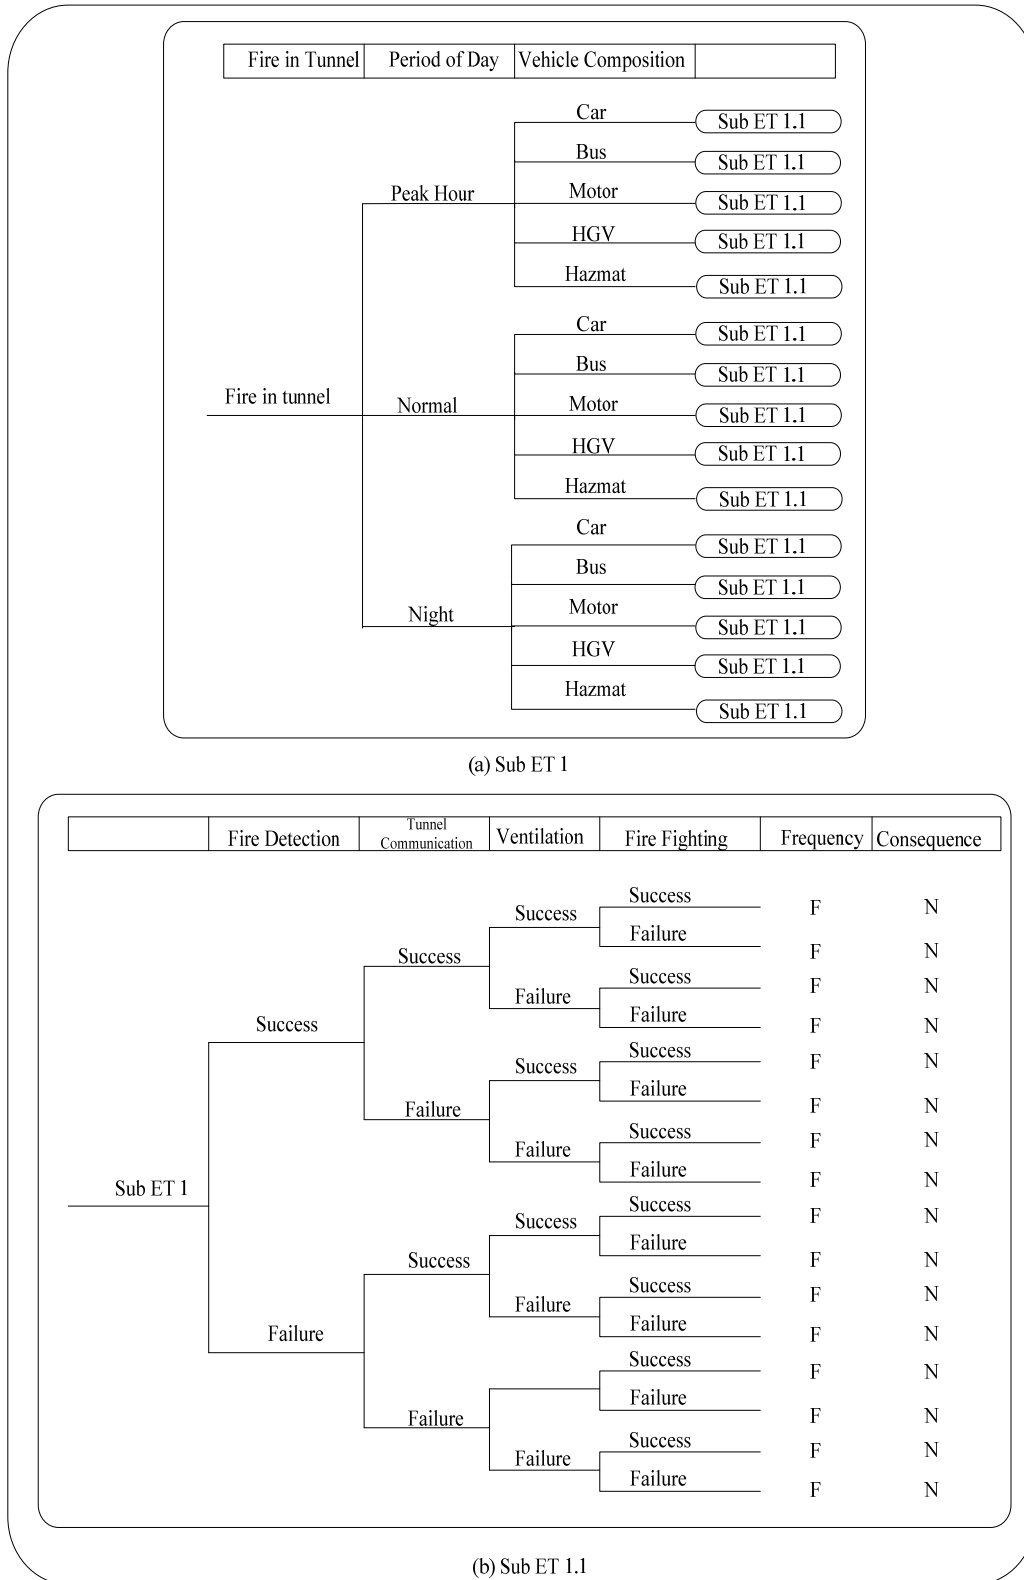 Fire in Tunnel Period of Day Vehicle Composition
Car Sub ET 1.1
Bus Sub ET 1.1
Peak Hour Motor Sub ET 1.1
HGV Sub ET 1.1
Hazmat Sub ET 1.1
Car Sub ET 1.1
Bus Sub ET 1.1
Fire in tunnel Normal Motor Sub ET 1.1
HGV Sub ET 1.1
Hazmat Sub ET 1.1
Car Sub ET 1.1
Bus Sub ET 1.1
Night Motor Sub ET 1.1
HGV Sub ET 1.1
Hazmat Sub ET 1.1
(a) Sub ET 1
Fire Detection Tunnel Communication Ventilation Fire Fighting Frequency Consequence
Success F N
Success
Failure F N
Success
Success F N
Failure
Failure F N
Success
Success F N
Success
Failure F N
Failure
Success F N
Failure
Failure F N
Sub ET 1
Success F N
Success
Failure F N
Success
Success F N
Failure
Failure F N
Failure
Success F N
Failure F N
Failure
Success F N
Failure
Failure F N
(b) Sub ET 1.1